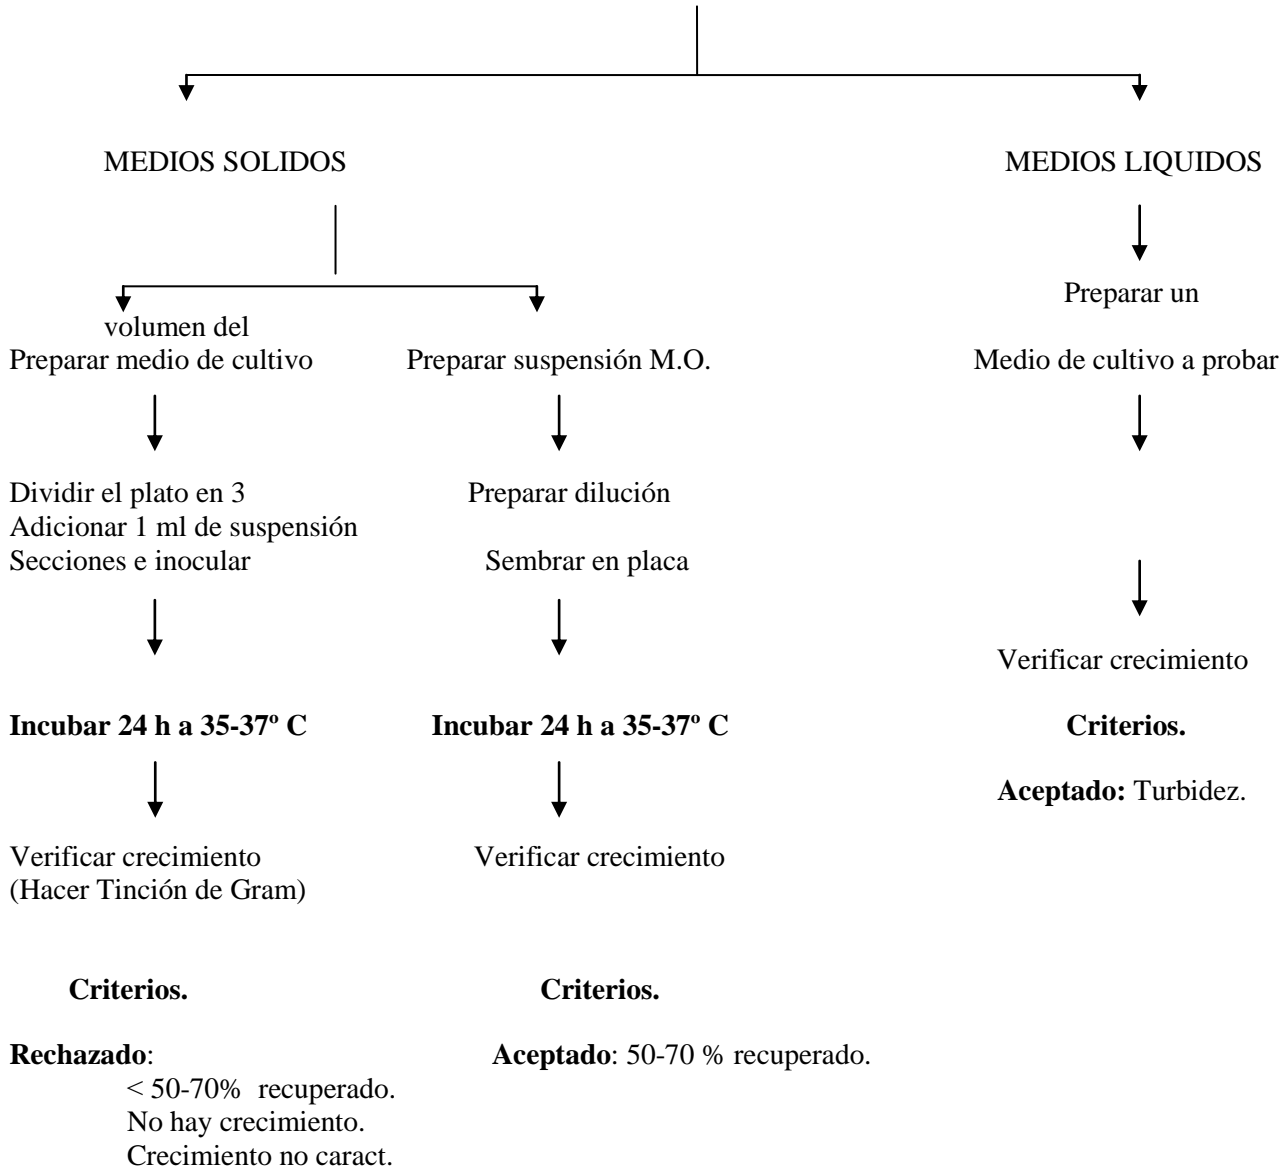 MEDIOS SOLIDOS
MEDIOS LIQUIDOS
Preparar un
volumen del
Preparar medio de cultivo
Preparar suspensión M.O.
Medio de cultivo a probar
Dividir el plato en 3
Preparar dilución
Adicionar 1 ml de suspensión
Secciones e inocular
Sembrar en placa
Verificar crecimiento
Incubar 24 h a 35-37º C
Incubar 24 h a 35-37º C
Criterios.
Aceptado: Turbidez.
Verificar crecimiento
Verificar crecimiento
(Hacer Tinción de Gram)
Criterios.
Criterios.
Rechazado:
Aceptado: 50-70 % recuperado.
< 50-70% recuperado.
No hay crecimiento.
Crecimiento no caract.